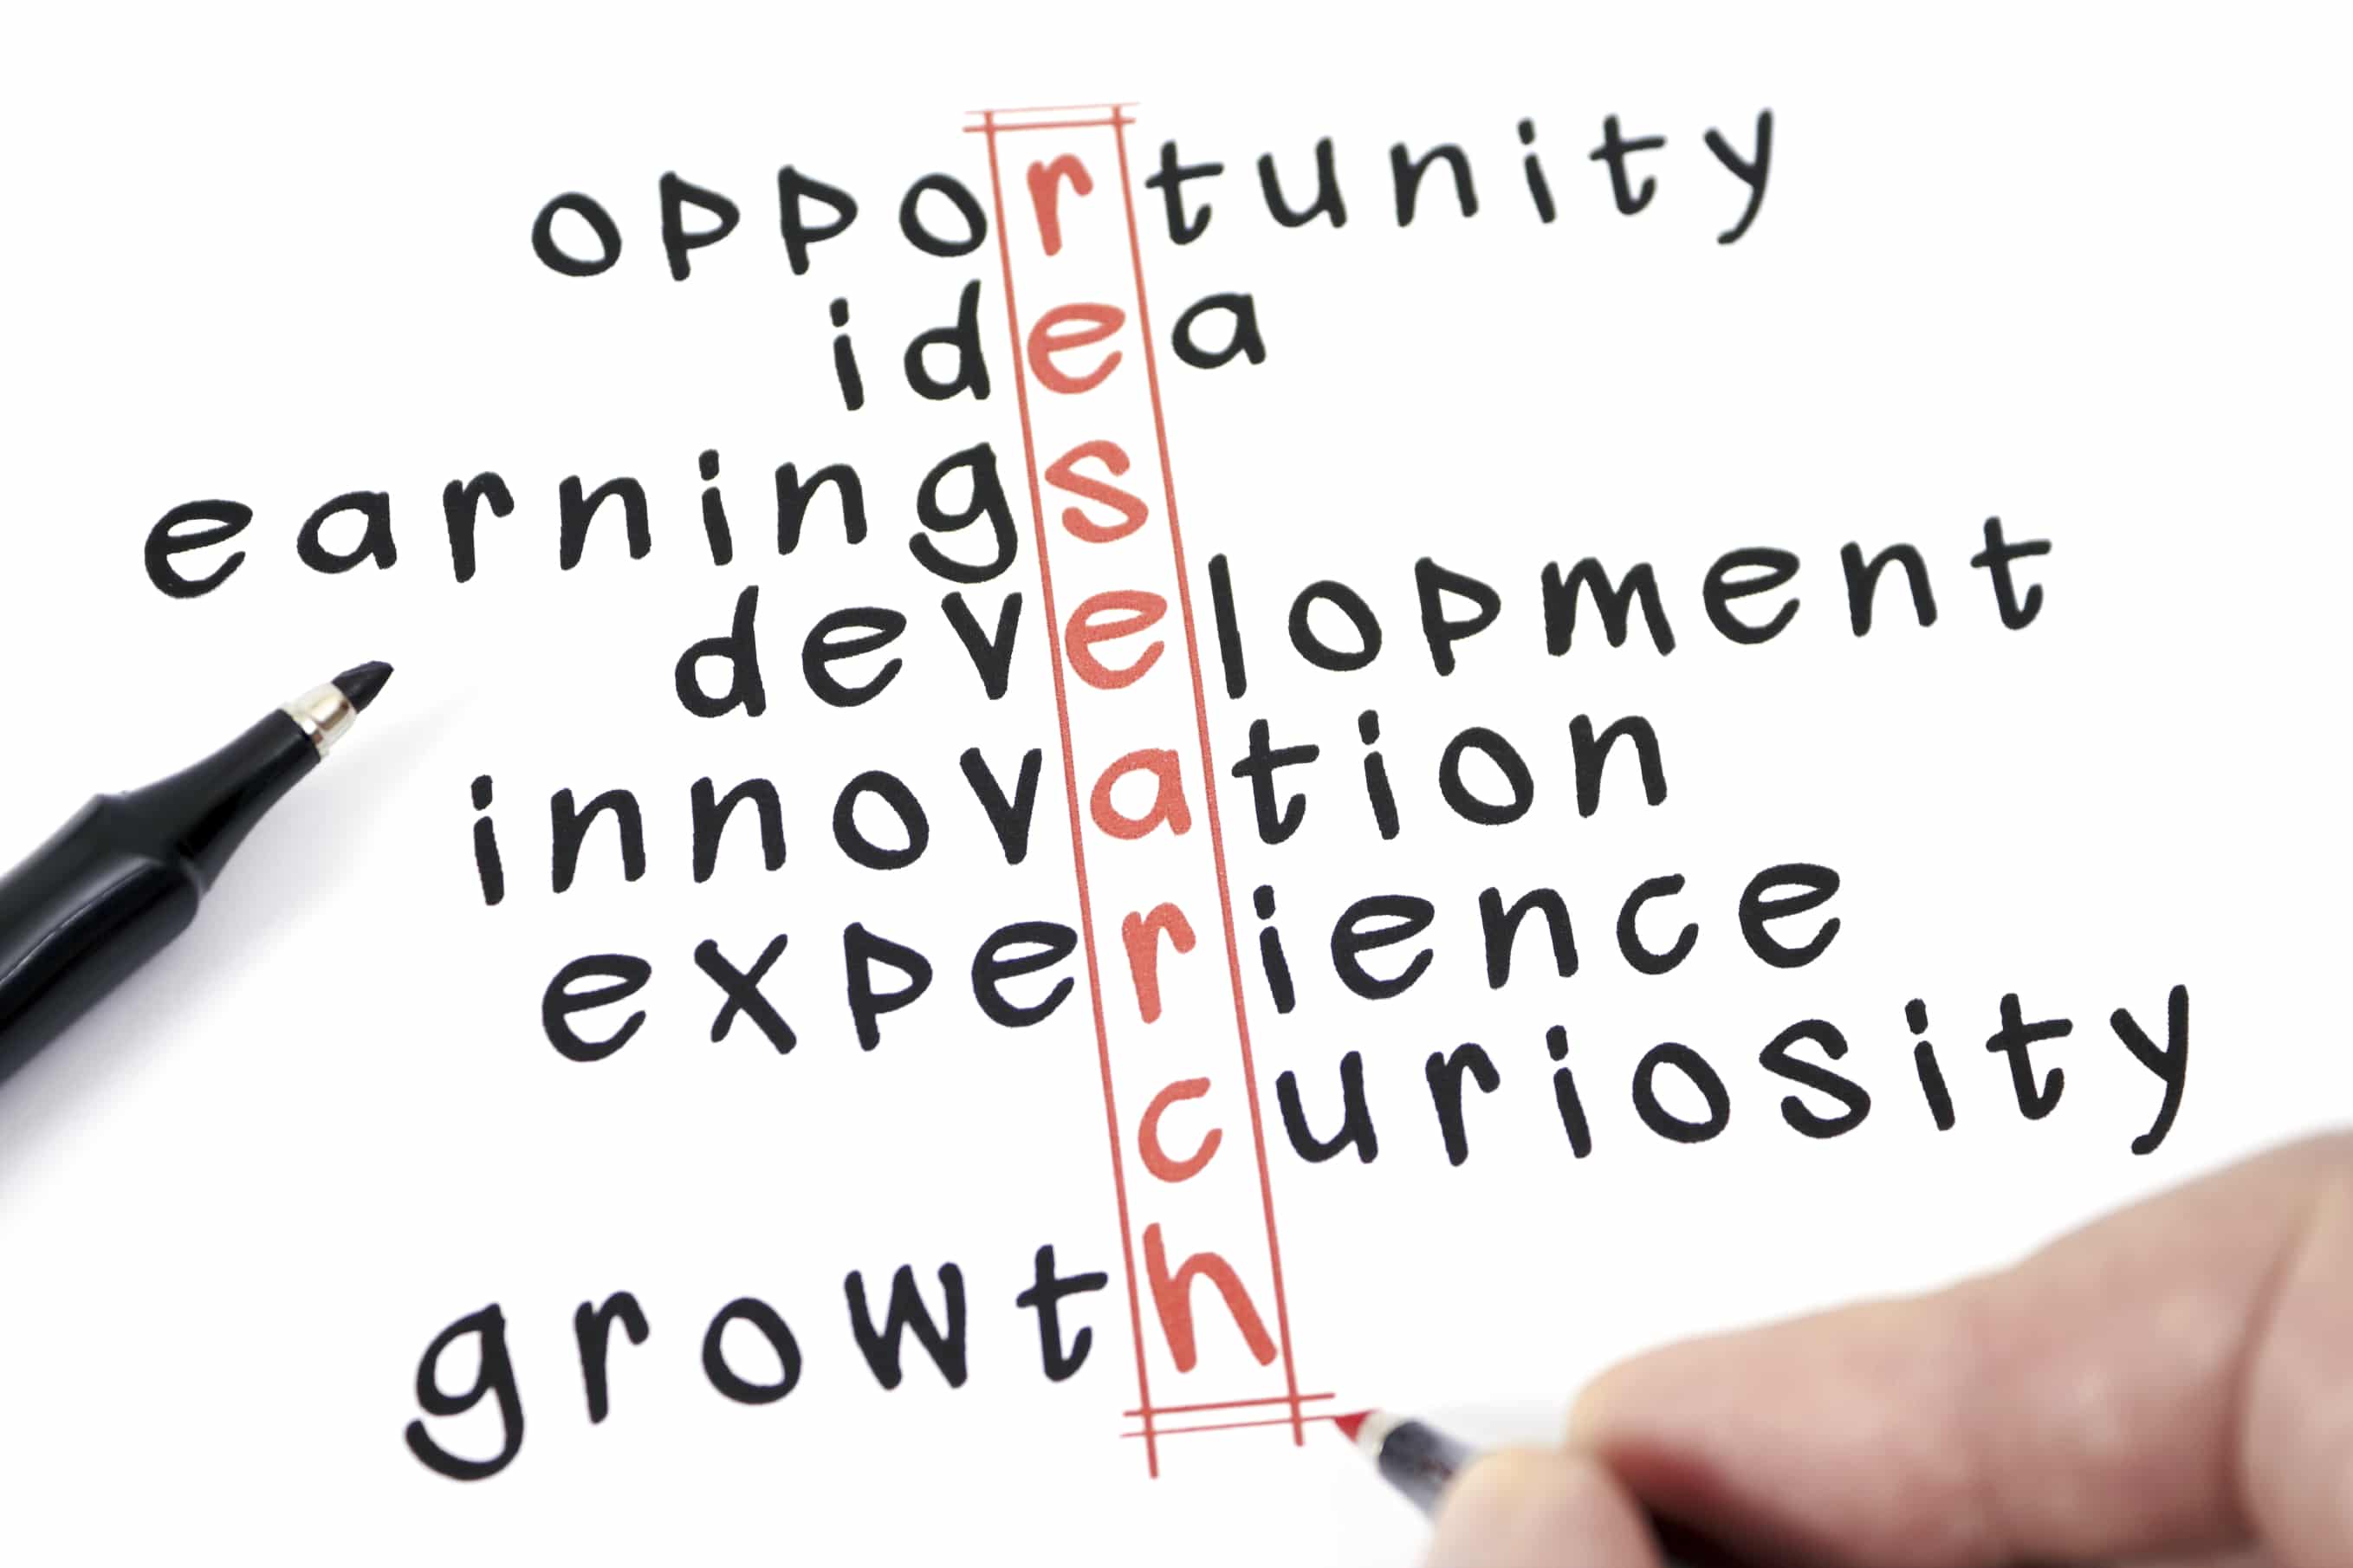 opportunity
idea
earnings
development
innovation
experience
curiosity
growth